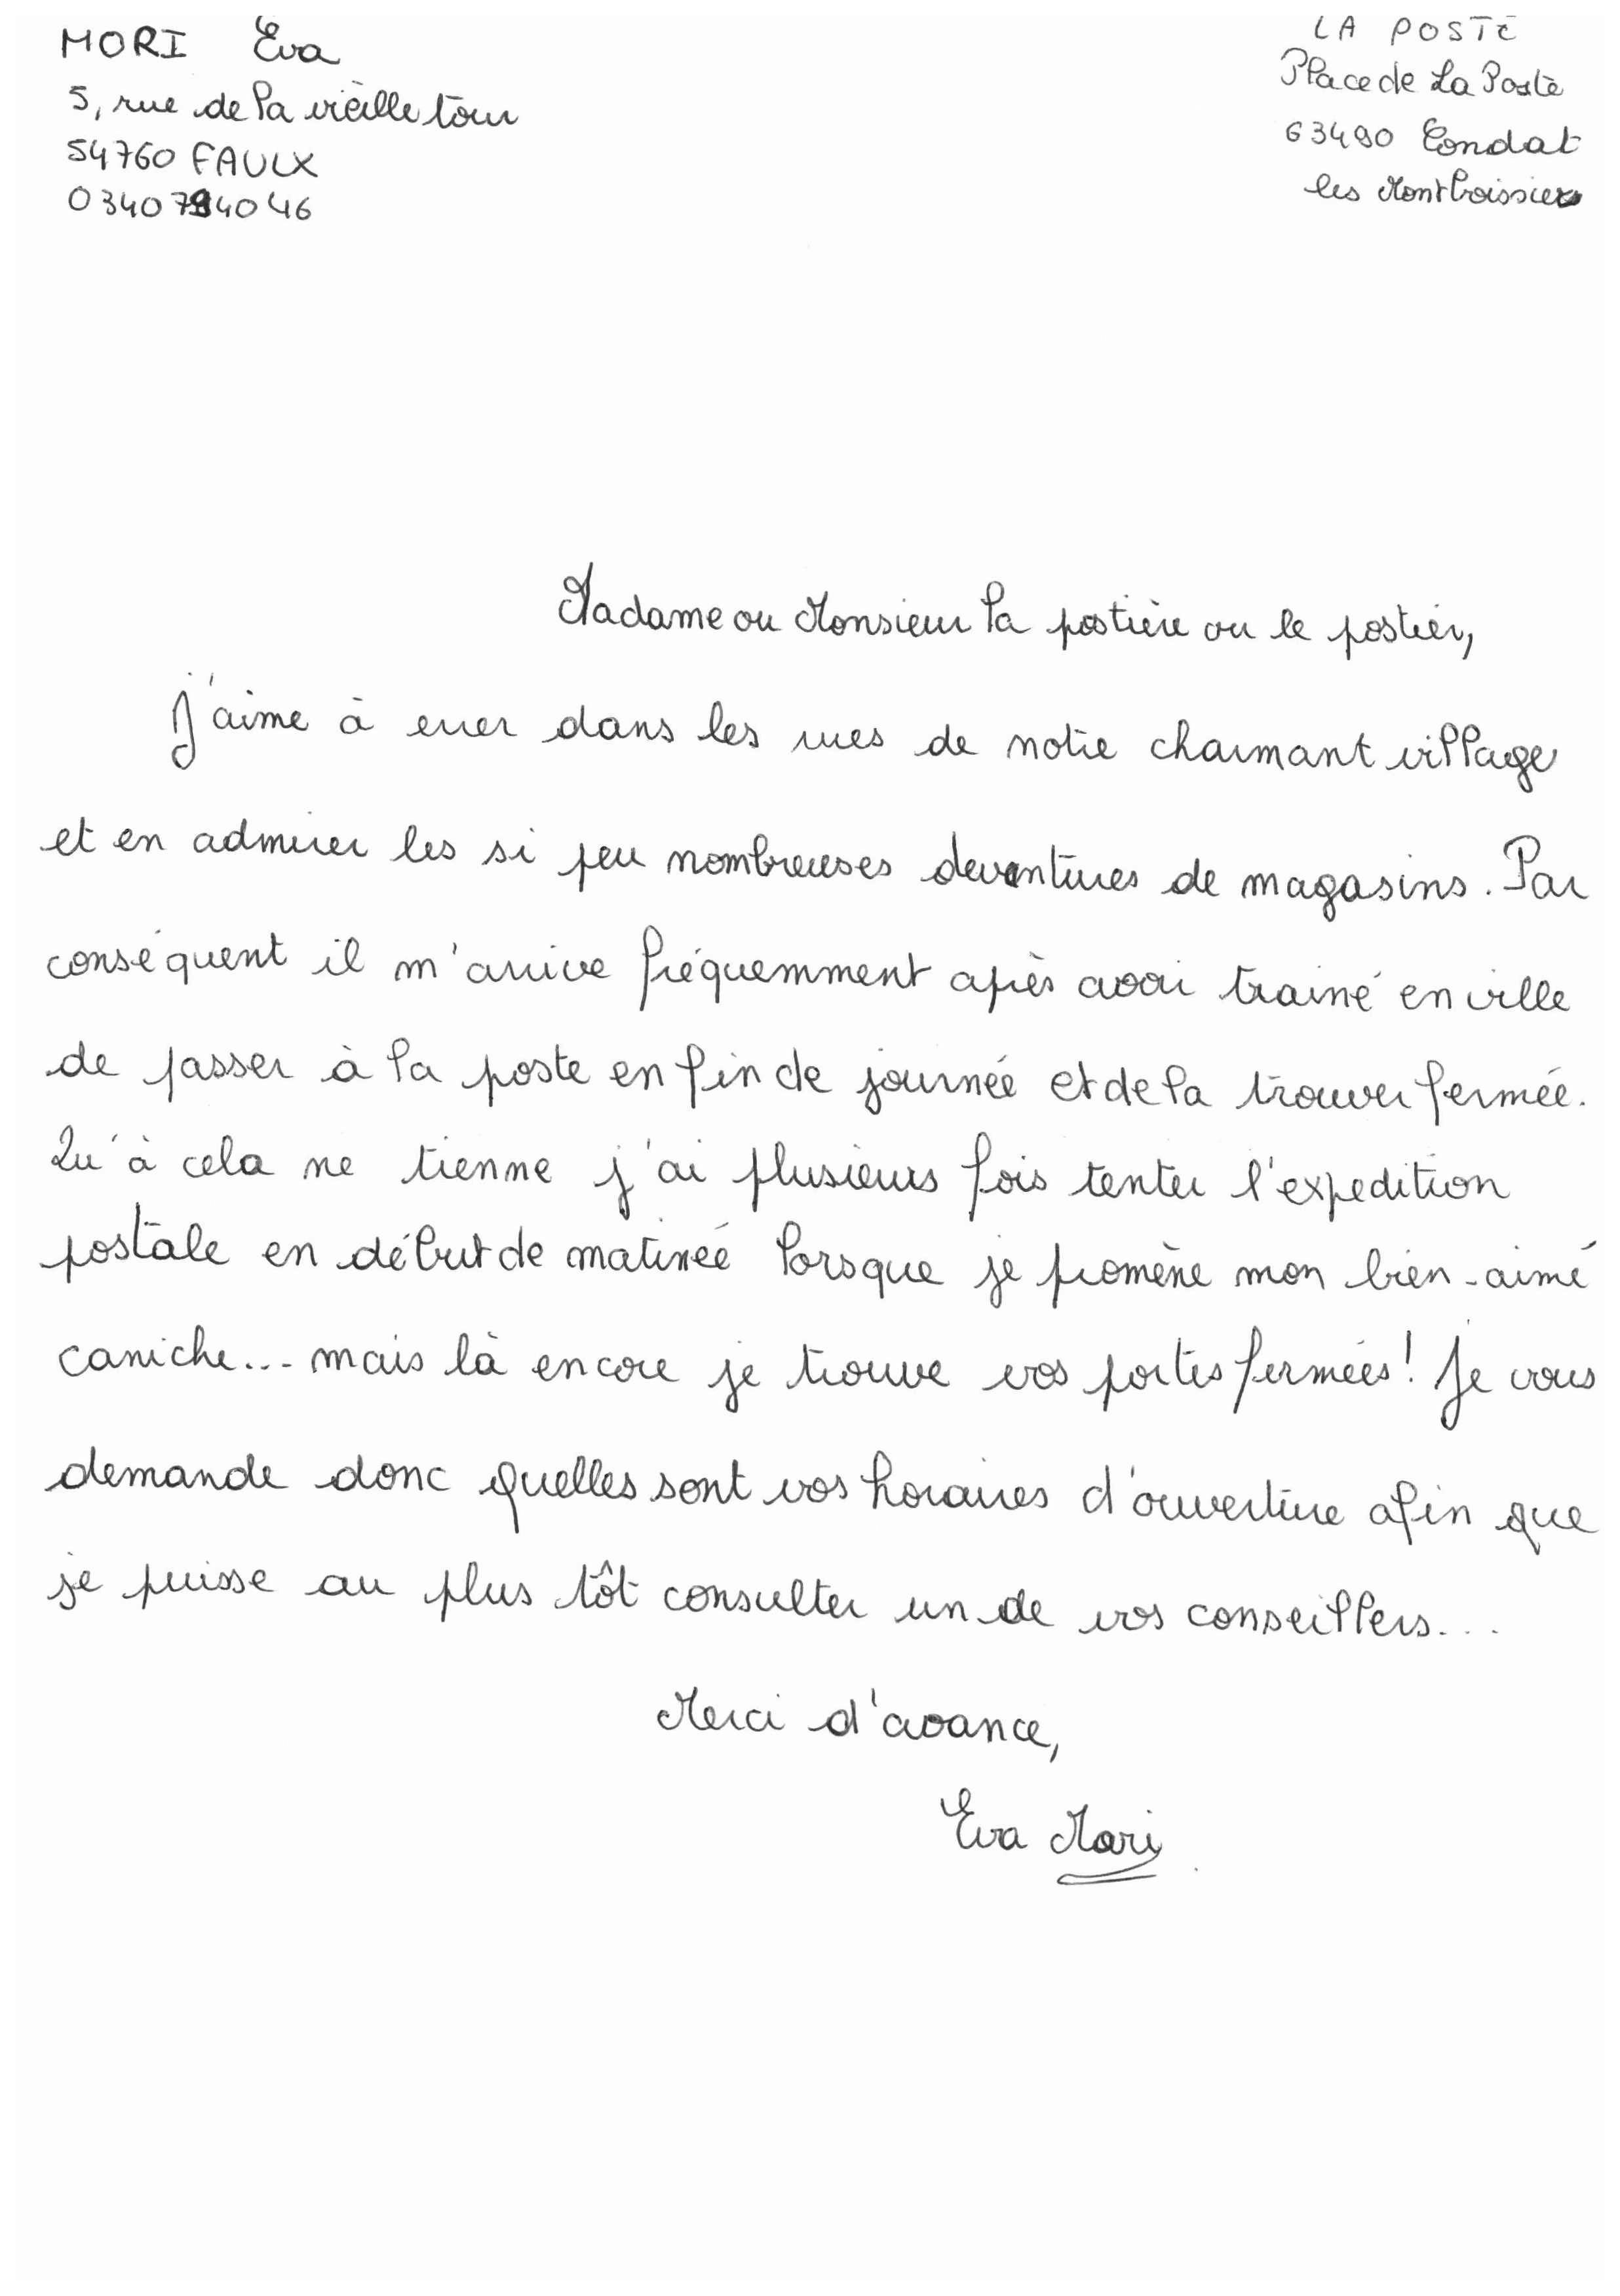 MORI Eva
5, rue de la vieille tour
54760 FAULX
0340794046
LA POSTE
Place de La Poste
63490 Condat
les Montboissier
Madame ou Monsieur la postière ou le postier,
J'aime à errer dans les rues de notre charmant village
et en admirer les si peu nombreuses devantures de magasins. Par
conséquent il m'arrive fréquemment après avoir trainé en ville
de passer à la poste en fin de journée et de la trouver fermée.
Qu'à cela ne tienne j'ai plusieurs fois tenter l'expedition
postale en début de matinée lorsque je promène mon bien-aimé
caniche... mais là encore je trouve vos portes fermées! Je vous
demande donc quelles sont vos horaires d'ouverture afin que
je puisse au plus tôt consulter un de vos conseillers...
Merci d'avance,
Eva Mori